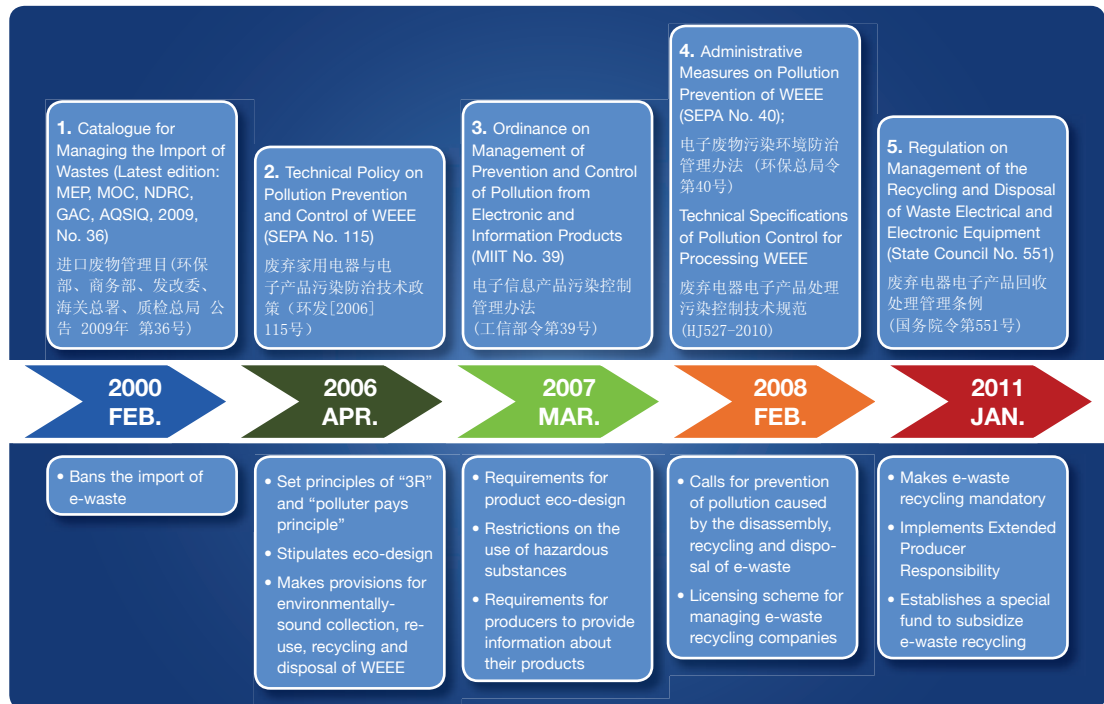 1. Catalogue for
Managing the Import of
Wastes (Latest edition:
MEP, MOC, NDRC,
GAC, AQSIQ, 2009,
No. 36)
进口废物管理目(环保
部、商务部、发改委、
海关总署、质检总局 公
告 2009年 第36号)
2. Technical Policy on
Pollution Prevention
and Control of WEEE
(SEPA No. 115)
废弃家用电器与电
子产品污染防治技术政
策（环发[2006]
115号）
3. Ordinance on
Management of
Prevention and Control
of Pollution from
Electronic and
Information Products
(MIIT No. 39)
电子信息产品污染控制
管理办法
(工信部令第39号)
4. Administrative
Measures on Pollution
Prevention of WEEE
(SEPA No. 40);
电子废物污染环境防治
管理办法 (环保总局令
第40号)
Technical Specifications
of Pollution Control for
Processing WEEE
废弃电器电子产品处理
污染控制技术规范
(HJ527-2010)
5. Regulation on
Management of the
Recycling and Disposal
of Waste Electrical and
Electronic Equipment
(State Council No. 551)
废弃电器电子产品回收
处理管理条例
(国务院令第551号)
2000
FEB.
2006
APR.
2007
MAR.
2008
FEB.
2011
JAN.
• Bans the import of
e-waste
• Set principles of “3R”
and “polluter pays
principle”
• Stipulates eco-design
• Makes provisions for
environmentally-
sound collection, re-
use, recycling and
disposal of WEEE
• Requirements for
product eco-design
• Restrictions on the
use of hazardous
substances
• Requirements for
producers to provide
information about
their products
• Calls for prevention
of pollution caused
by the disassembly,
recycling and dispo-
sal of e-waste
• Licensing scheme for
managing e-waste
recycling companies
• Makes e-waste
recycling mandatory
• Implements Extended
Producer
Responsibility
• Establishes a special
fund to subsidize
e-waste recycling